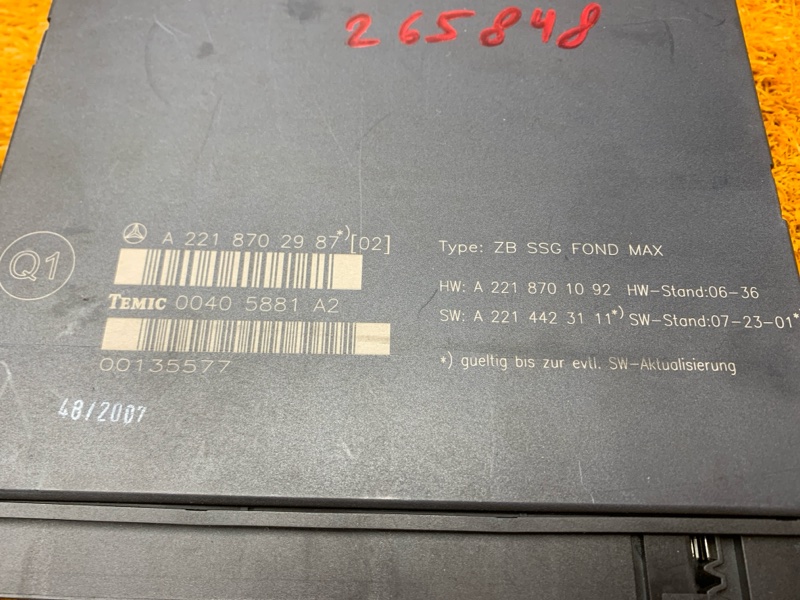 265848
Q1
A 221 870 29 87*)[02]
TEMIC 0040 5881 A2
00135577
48/2007
Type: ZB SSG FOND MAX
HW: A 221 870 10 92 HW-Stand:06-36
SW: A 221 442 31 11*) SW-Stand:07-23-01*
*) gueltig bis zur evtl. SW-Aktualisierung